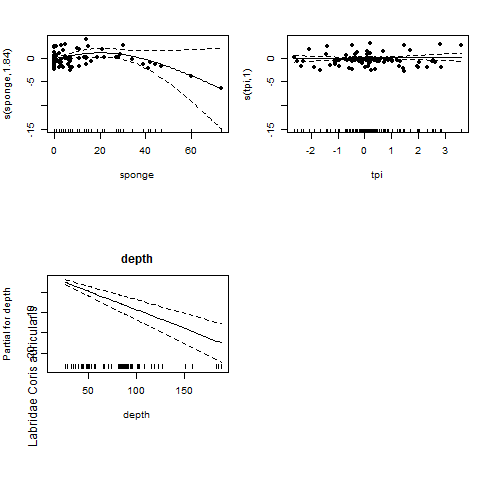 s(sponge,1.84)
0
-5
-15
0
20
40
60
sponge
s(tpi,1)
0
-5
-15
-2
-1
0
1
2
3
tpi
depth
Partial for depth
Labridae Coris auricularis
50
100
150
depth